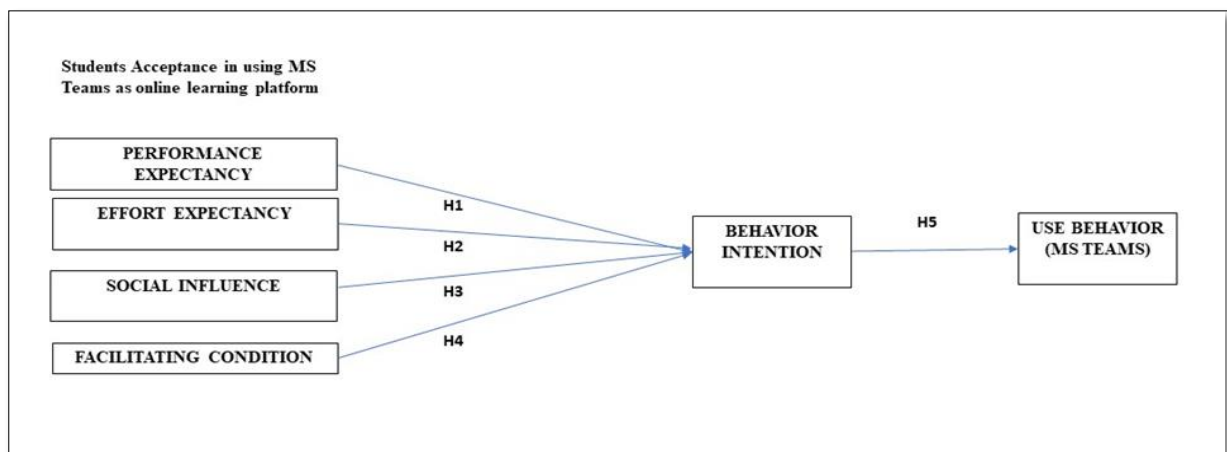 Students Acceptance in using MS
Teams as online learning platform
PERFORMANCE
EXPECTANCY
H1
EFFORT EXPECTANCY
H2
SOCIAL INFLUENCE
H3
FACILITATING CONDITION
H4
BEHAVIOR
INTENTION
H5
USE BEHAVIOR
(MS TEAMS)